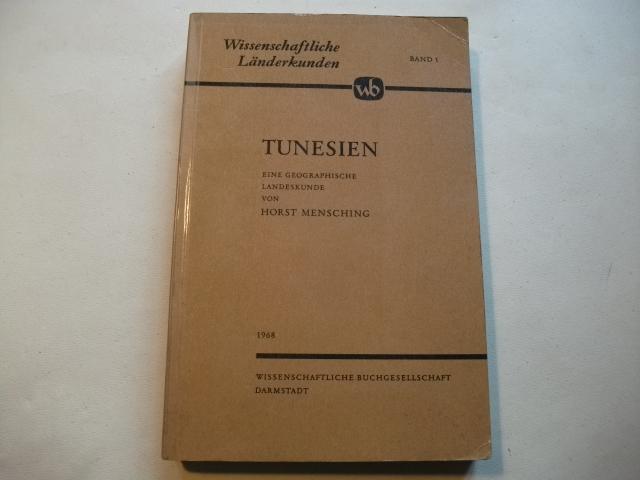 Wissenschaftliche
Länderkunden
BAND 1
wb
TUNESIEN
EINE GEOGRAPHISCHE
LANDESKUNDE
VON
HORST MENSCHING
1968
WISSENSCHAFTLICHE BUCHGESELLSCHAFT
DARMSTADT